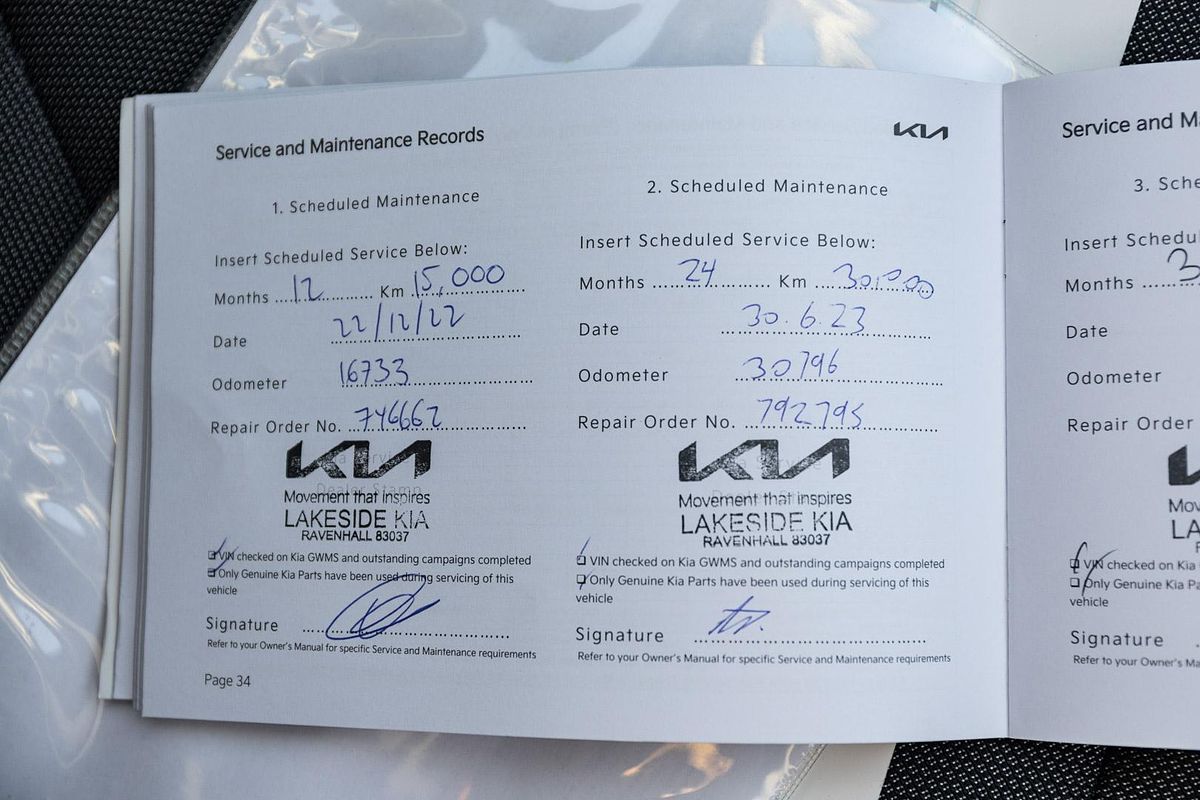 Service and Maintenance Records
KIA
1. Scheduled Maintenance
Insert Scheduled Service Below:
Months 12 Km 15,000
Date 22/12/22
Odometer 16733
Repair Order No. 746662
KIA
Movement that inspires
LAKESIDE KIA
RAVENHALL 83037
VIN checked on Kia GWMS and outstanding campaigns completed
Only Genuine Kia Parts have been used during servicing of this
vehicle
Signature
Refer to your Owner's Manual for specific Service and Maintenance requirements
Page 34
2. Scheduled Maintenance
Insert Scheduled Service Below:
Months 24 Km 30,000
Date 30.6.23
Odometer 30796
Repair Order No. 792795
KIA
Movement that inspires
LAKESIDE KIA
RAVENHALL 83037
VIN checked on Kia GWMS and outstanding campaigns completed
Only Genuine Kia Parts have been used during servicing of this
vehicle
Signature
Refer to your Owner's Manual for specific Service and Maintenance requirements
Service and
3.
Insert
Months 3
Date
Odometer
Repair Order
VIN checked on Kia
Only Genuine Kia
vehicle
Signature
Refer to your Owner's